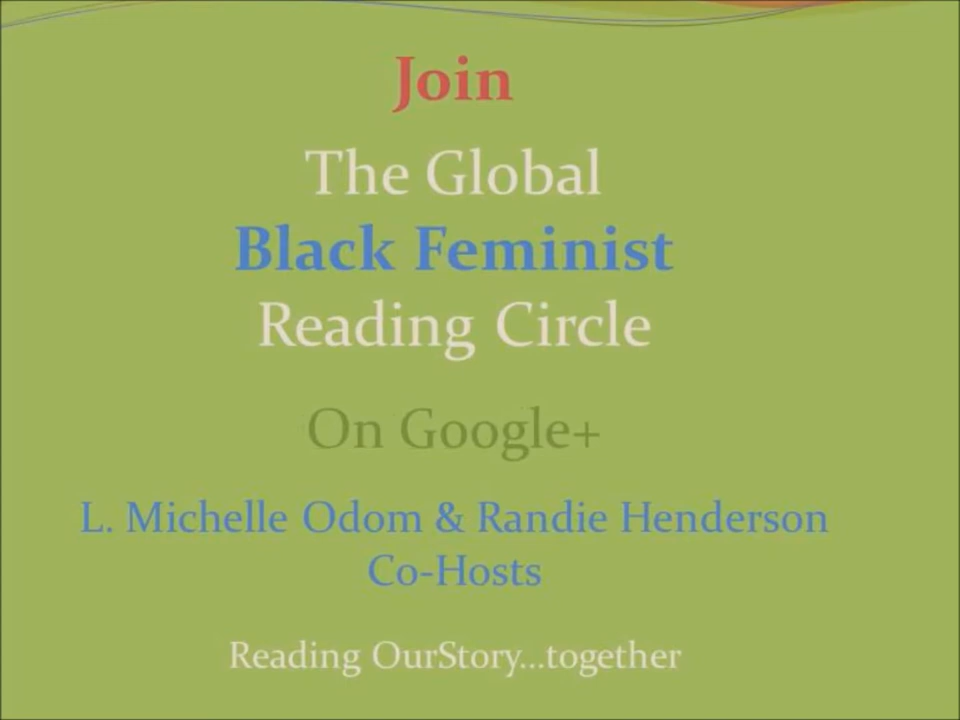 Join
The Global
Black Feminist
Reading Circle
On Google+
L. Michelle Odom & Randie Henderson
Co-Hosts
Reading OurStory...together